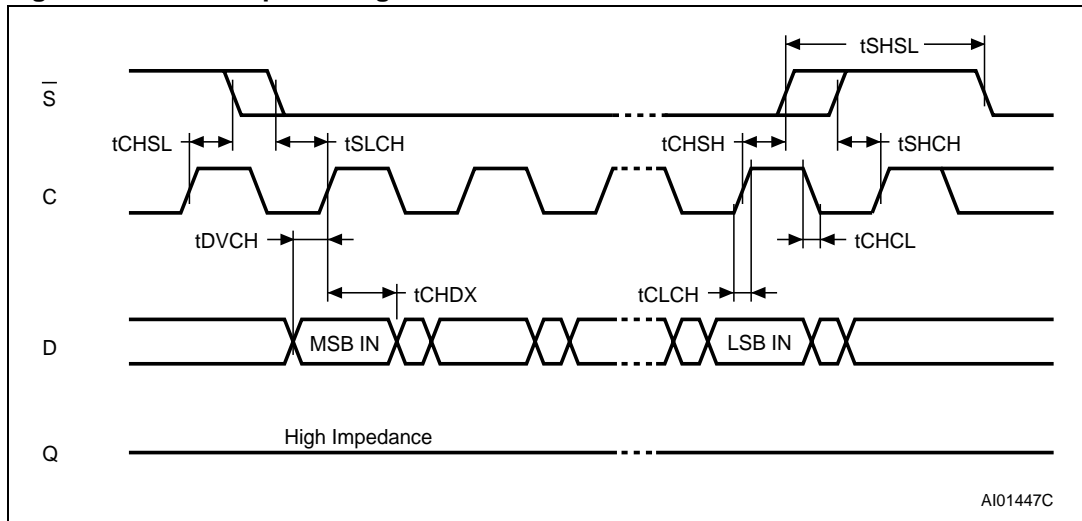 tSHSL
S̅
tCHSL
tSLCH
tCHSH
tSHCH
C
tDVCH
tCHCL
tCHDX
tCLCH
D
MSB IN
LSB IN
High Impedance
Q
AI01447C